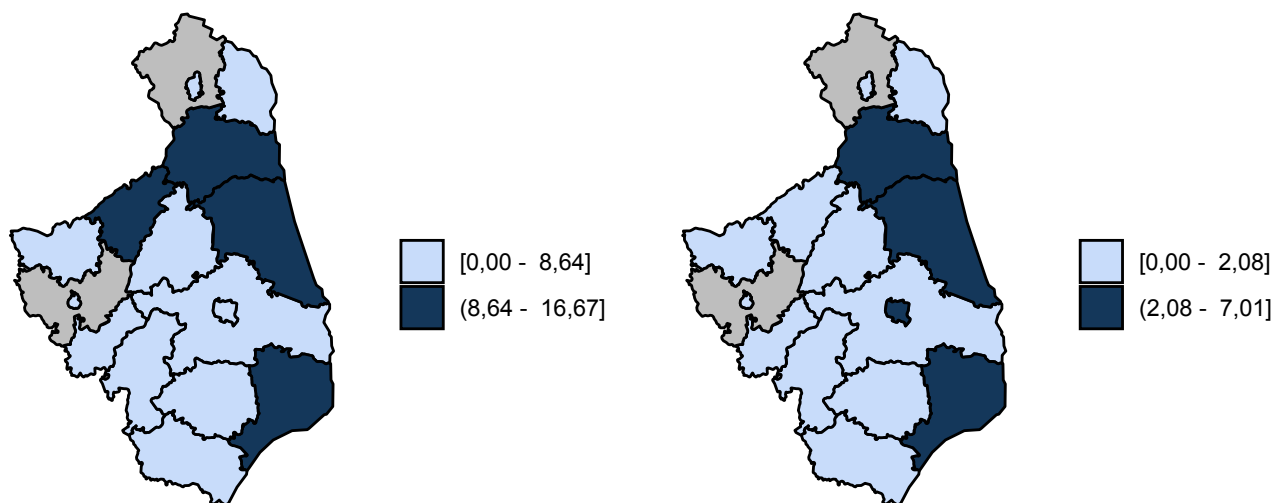 [0,00 - 8,64]
(8,64 - 16,67]
[0,00 - 2,08]
(2,08 - 7,01]